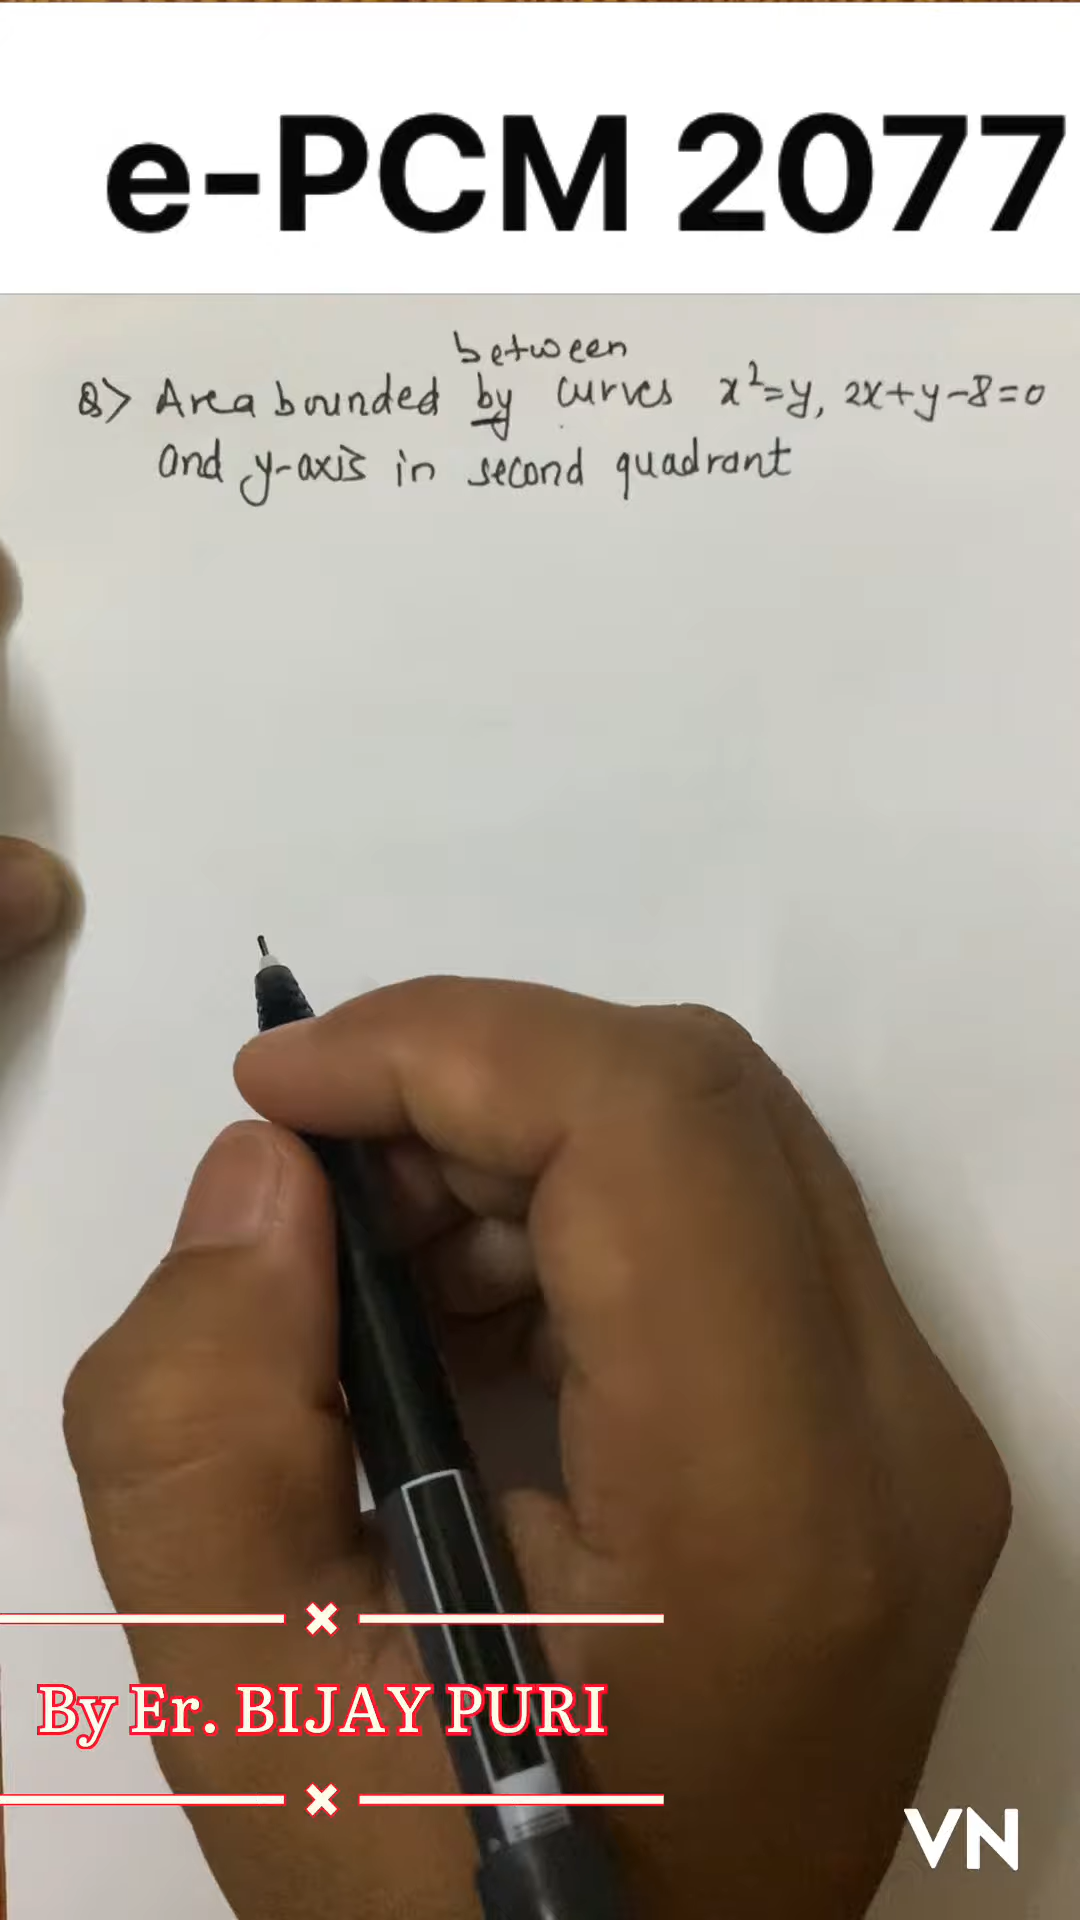 e-PCM 2077
between
Q> Area bounded by curves x²=y, 2x+y-8=0
and y-axis in second quadrant
By Er. BIJAY PURI
VN